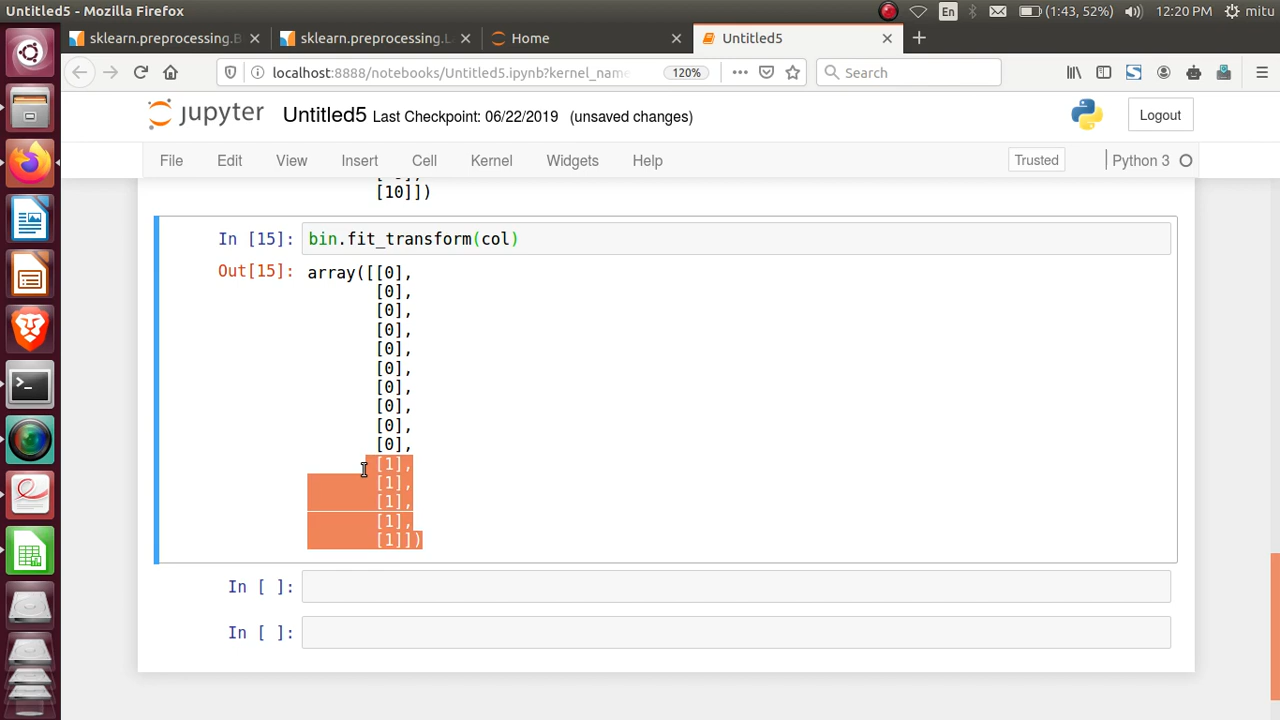 Untitled5 - Mozilla Firefox
En
(1:43, 52%)
12:20 PM
mitu
sklearn.preprocessing.
sklearn.preprocessing.
Home
Untitled5
localhost:8888/notebooks/Untitled5.ipynb?kernel_name
120%
Search
jupyter
Untitled5 Last Checkpoint: 06/22/2019 (unsaved changes)
Logout
File Edit View Insert Cell Kernel Widgets Help
Trusted
Python 3
[10]])
In [15]: bin.fit_transform(col)
Out[15]: array([[0],
[0],
[0],
[0],
[0],
[0],
[0],
[0],
[0],
[0],
[1],
[1],
[1],
[1],
[1]])
In [ ]:
In [ ]: